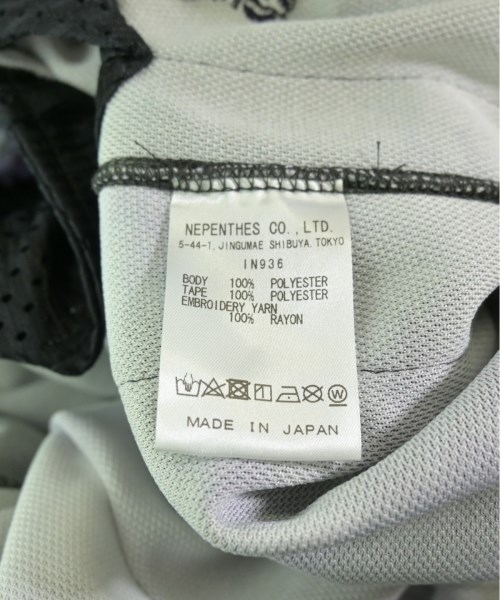 NEPENTHES CO., LTD.
5-44-1, JINGUMAE SHIBUYA, TOKYO
IN936
BODY 100% POLYESTER
TAPE 100% POLYESTER
EMBROIDERY YARN
100% RAYON
W
MADE IN JAPAN